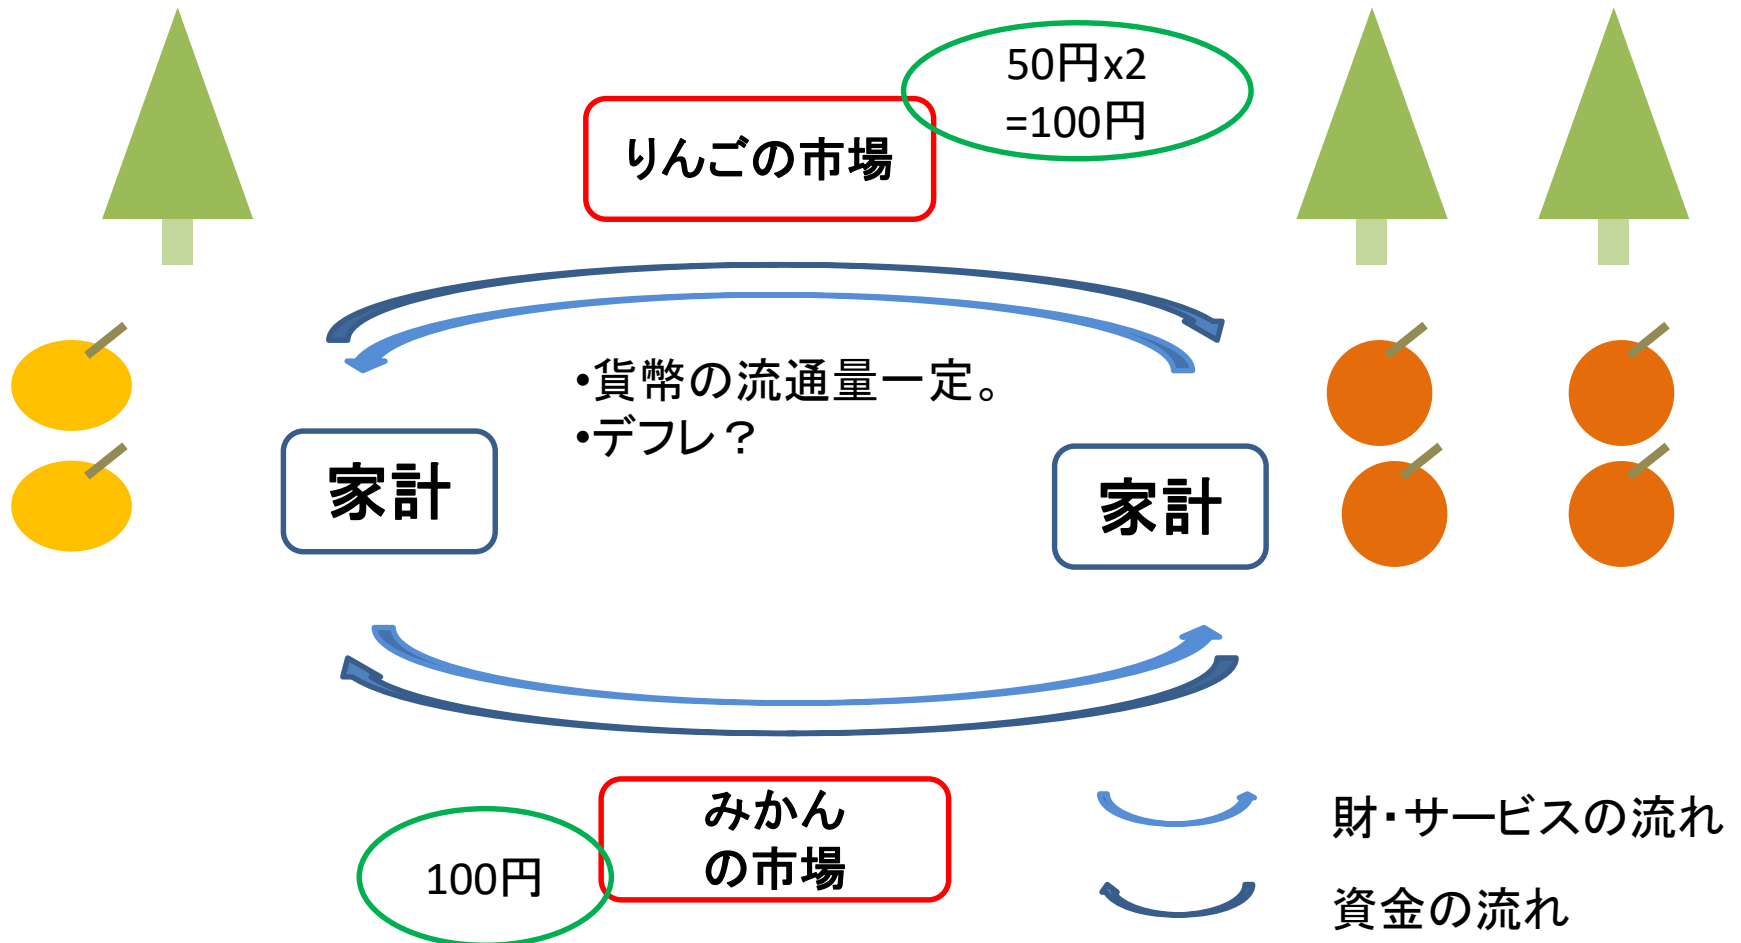 50円x2
=100円
りんごの市場
•貨幣の流通量一定。
•デフレ？
家計
家計
みかん
の市場
100円
財・サービスの流れ
資金の流れ